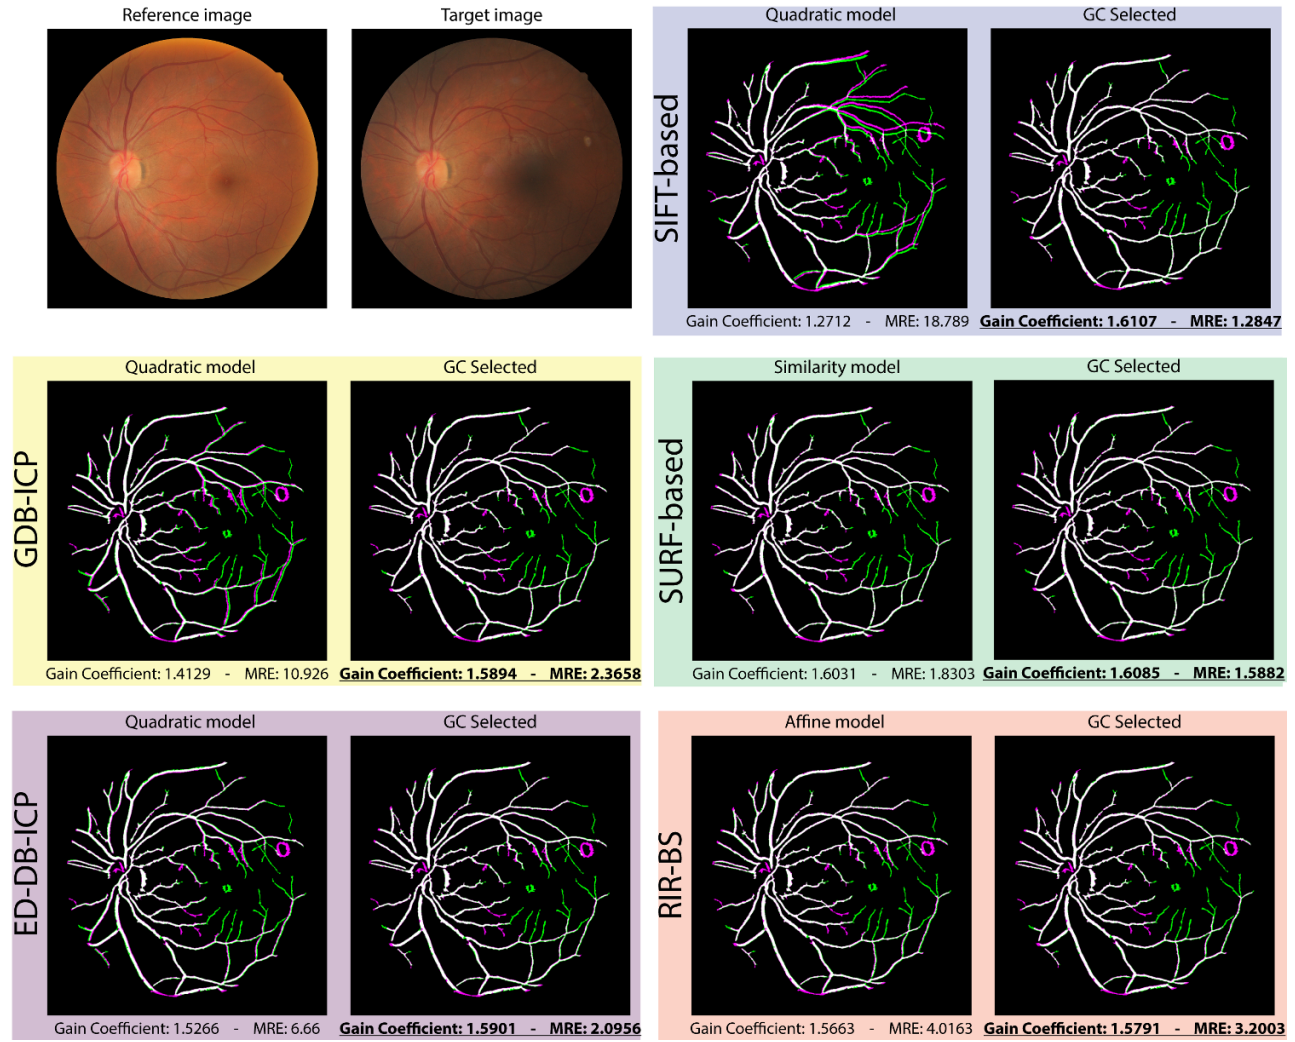 Reference image
Target image
Quadratic model
GC Selected
SIFT-based
Gain Coefficient: 1.2712 - MRE: 18.789
Gain Coefficient: 1.6107 - MRE: 1.2847
Quadratic model
GC Selected
GDB-ICP
Gain Coefficient: 1.4129 - MRE: 10.926
Gain Coefficient: 1.5894 - MRE: 2.3658
Similarity model
GC Selected
SURF-based
Gain Coefficient: 1.6031 - MRE: 1.8303
Gain Coefficient: 1.6085 - MRE: 1.5882
Quadratic model
GC Selected
ED-DB-ICP
Gain Coefficient: 1.5266 - MRE: 6.66
Gain Coefficient: 1.5901 - MRE: 2.0956
Affine model
GC Selected
RIR-BS
Gain Coefficient: 1.5663 - MRE: 4.0163
Gain Coefficient: 1.5791 - MRE: 3.2003